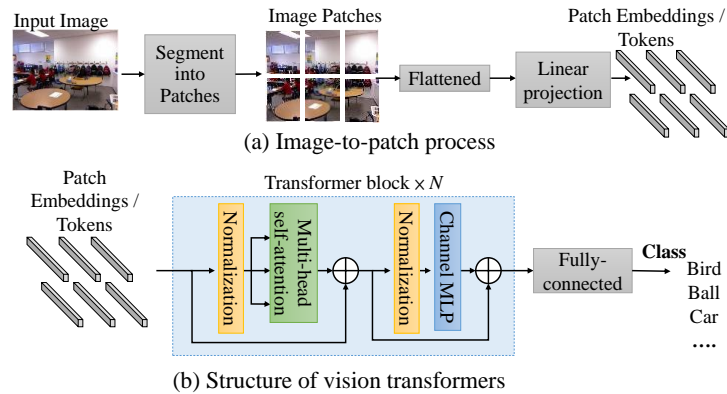 Input Image
Segment
into
Patches
Image Patches
Flattened
Linear
projection
Patch Embeddings /
Tokens
(a) Image-to-patch process
Patch
Embeddings /
Tokens
Transformer block × N
Normalization
Multi-head
self-attention
Normalization
Channel MLP
Fully-
connected
Class
Bird
Ball
Car
....
(b) Structure of vision transformers